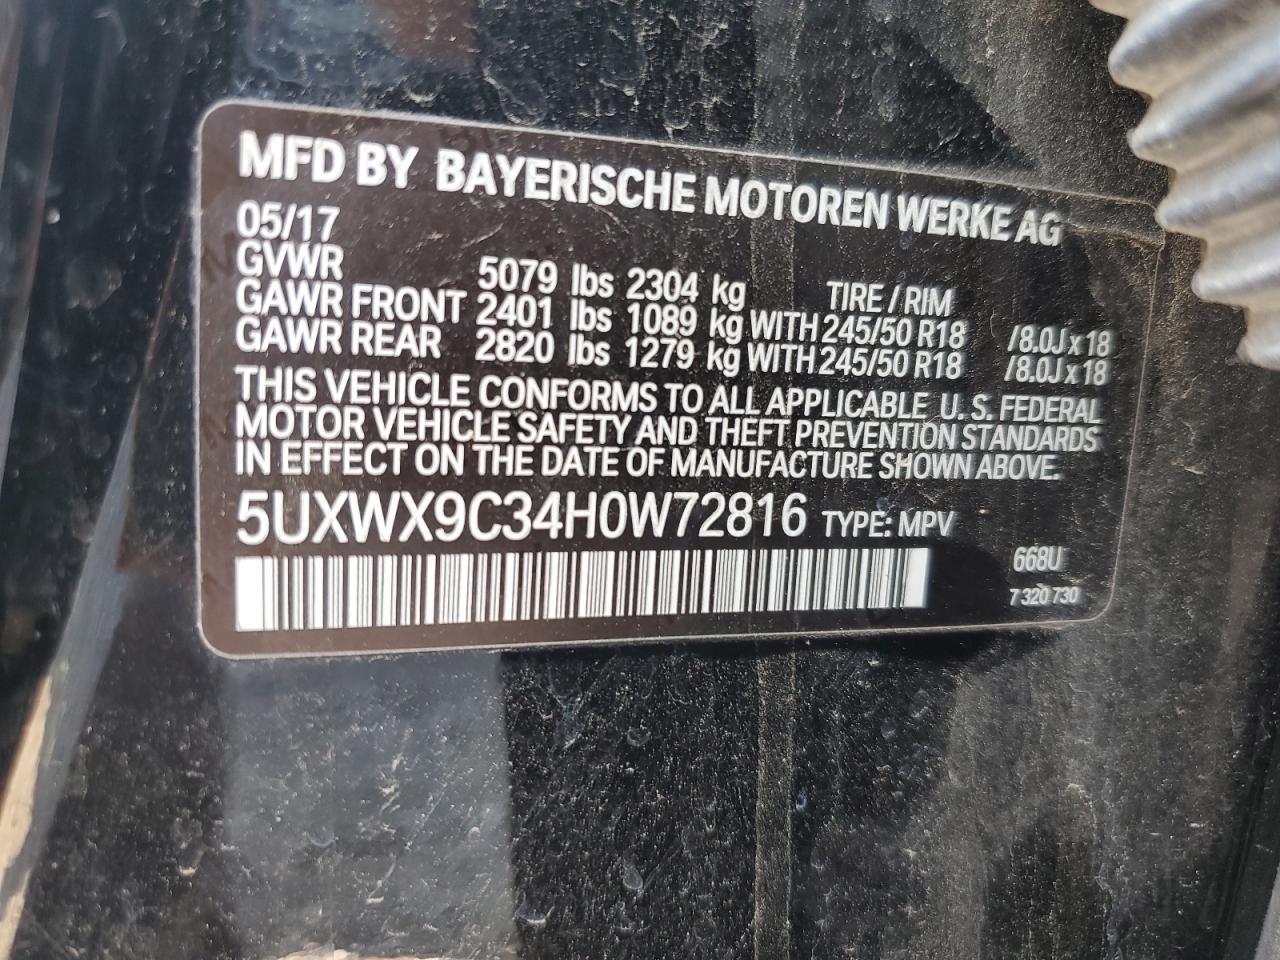 MFD BY BAYERISCHE MOTOREN WERKE AG
05/17
GVWR 5079 lbs 2304 kg TIRE / RIM
GAWR FRONT 2401 lbs 1089 kg WITH 245/50 R18 /8.0J x 18
GAWR REAR 2820 lbs 1279 kg WITH 245/50 R18 /8.0J x 18
THIS VEHICLE CONFORMS TO ALL APPLICABLE U. S. FEDERAL
MOTOR VEHICLE SAFETY AND THEFT PREVENTION STANDARDS
IN EFFECT ON THE DATE OF MANUFACTURE SHOWN ABOVE.
5UXWX9C34H0W72816 TYPE: MPV
668U
7 320 730